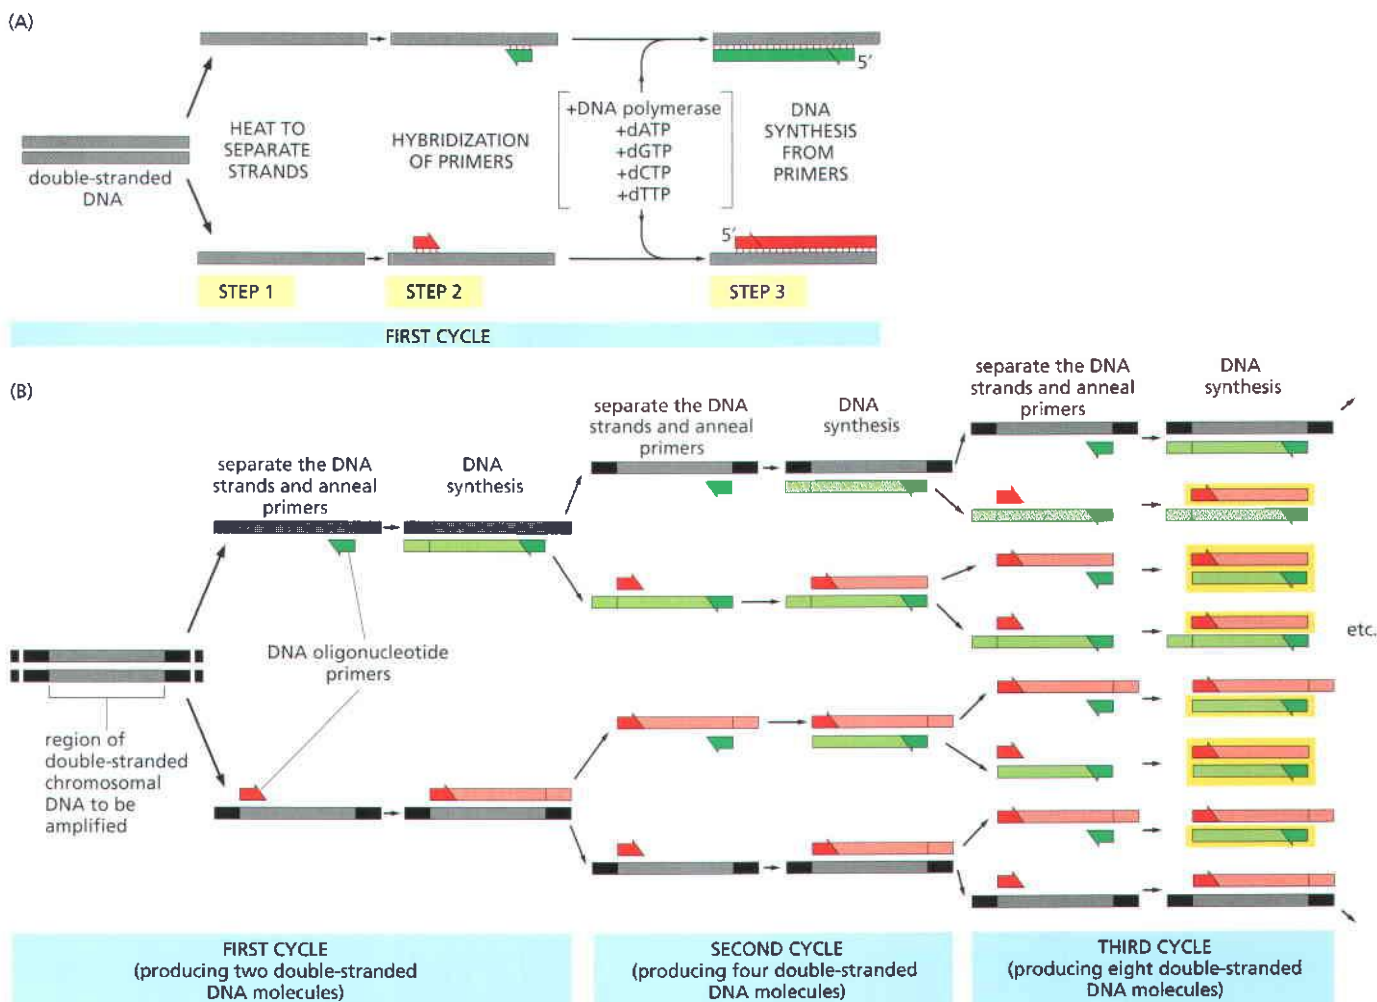 (A)
double-stranded
DNA
HEAT TO
SEPARATE
STRANDS
HYBRIDIZATION
OF PRIMERS
+DNA polymerase
+dATP
+dGTP
+dCTP
+dTTP
5′
DNA
SYNTHESIS
FROM
PRIMERS
5′
STEP 1
STEP 2
STEP 3
FIRST CYCLE
(B)
separate the DNA
strands and anneal
primers
DNA
synthesis
separate the DNA
strands and anneal
primers
DNA
synthesis
separate the DNA
strands and anneal
primers
DNA
synthesis
DNA oligonucleotide
primers
region of
double-stranded
chromosomal
DNA to be
amplified
etc.
FIRST CYCLE
(producing two double-stranded
DNA molecules)
SECOND CYCLE
(producing four double-stranded
DNA molecules)
THIRD CYCLE
(producing eight double-stranded
DNA molecules)